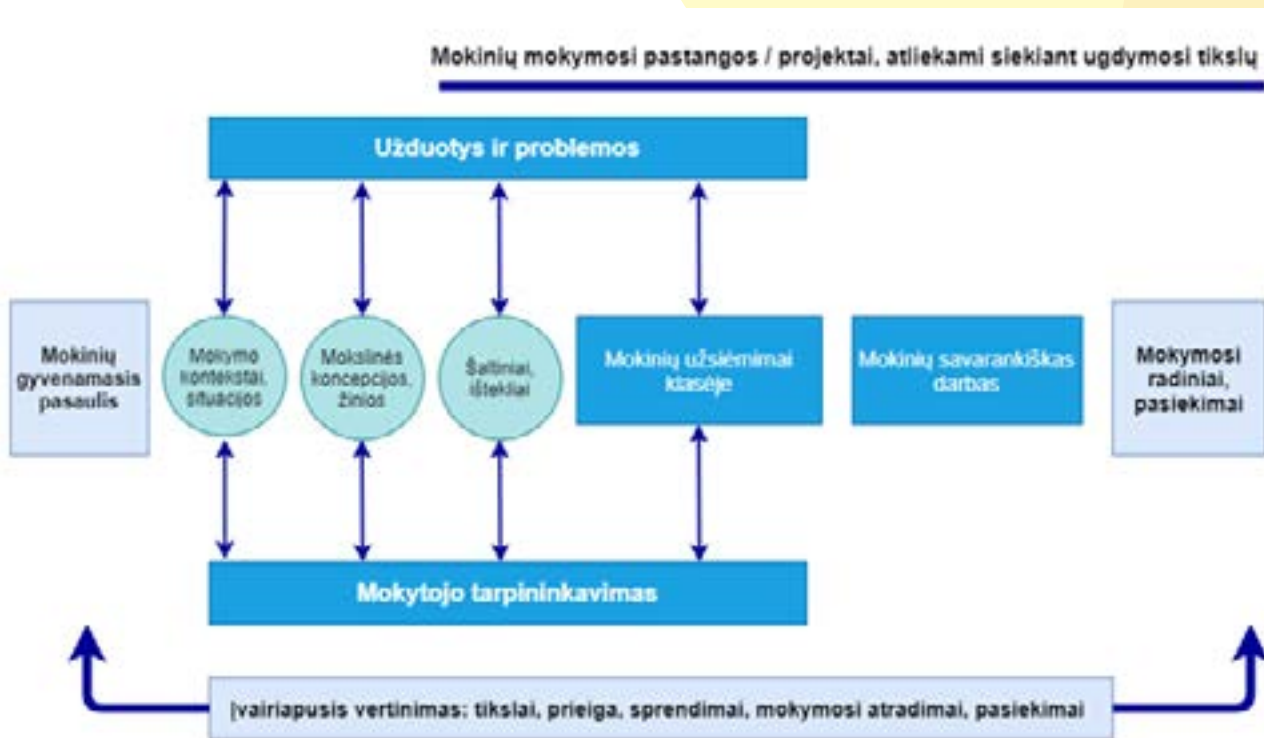 Mokinių mokymosi pastangos / projektai, atliekami siekiant ugdymosi tikslų
Užduotys ir problemos
Mokinių
gyvenamasis
pasaulis
Mokymo
kontekstai,
situacijos
Mokslinės
koncepcijos,
žinios
Šaltiniai,
ištekliai
Mokinių užsiėmimai
klasėje
Mokinių savarankiškas
darbas
Mokymosi
radiniai,
pasiekimai
Mokytojo tarpininkavimas
Įvairiapusis vertinimas: tikslai, prieiga, sprendimai, mokymosi atradimai, pasiekimai